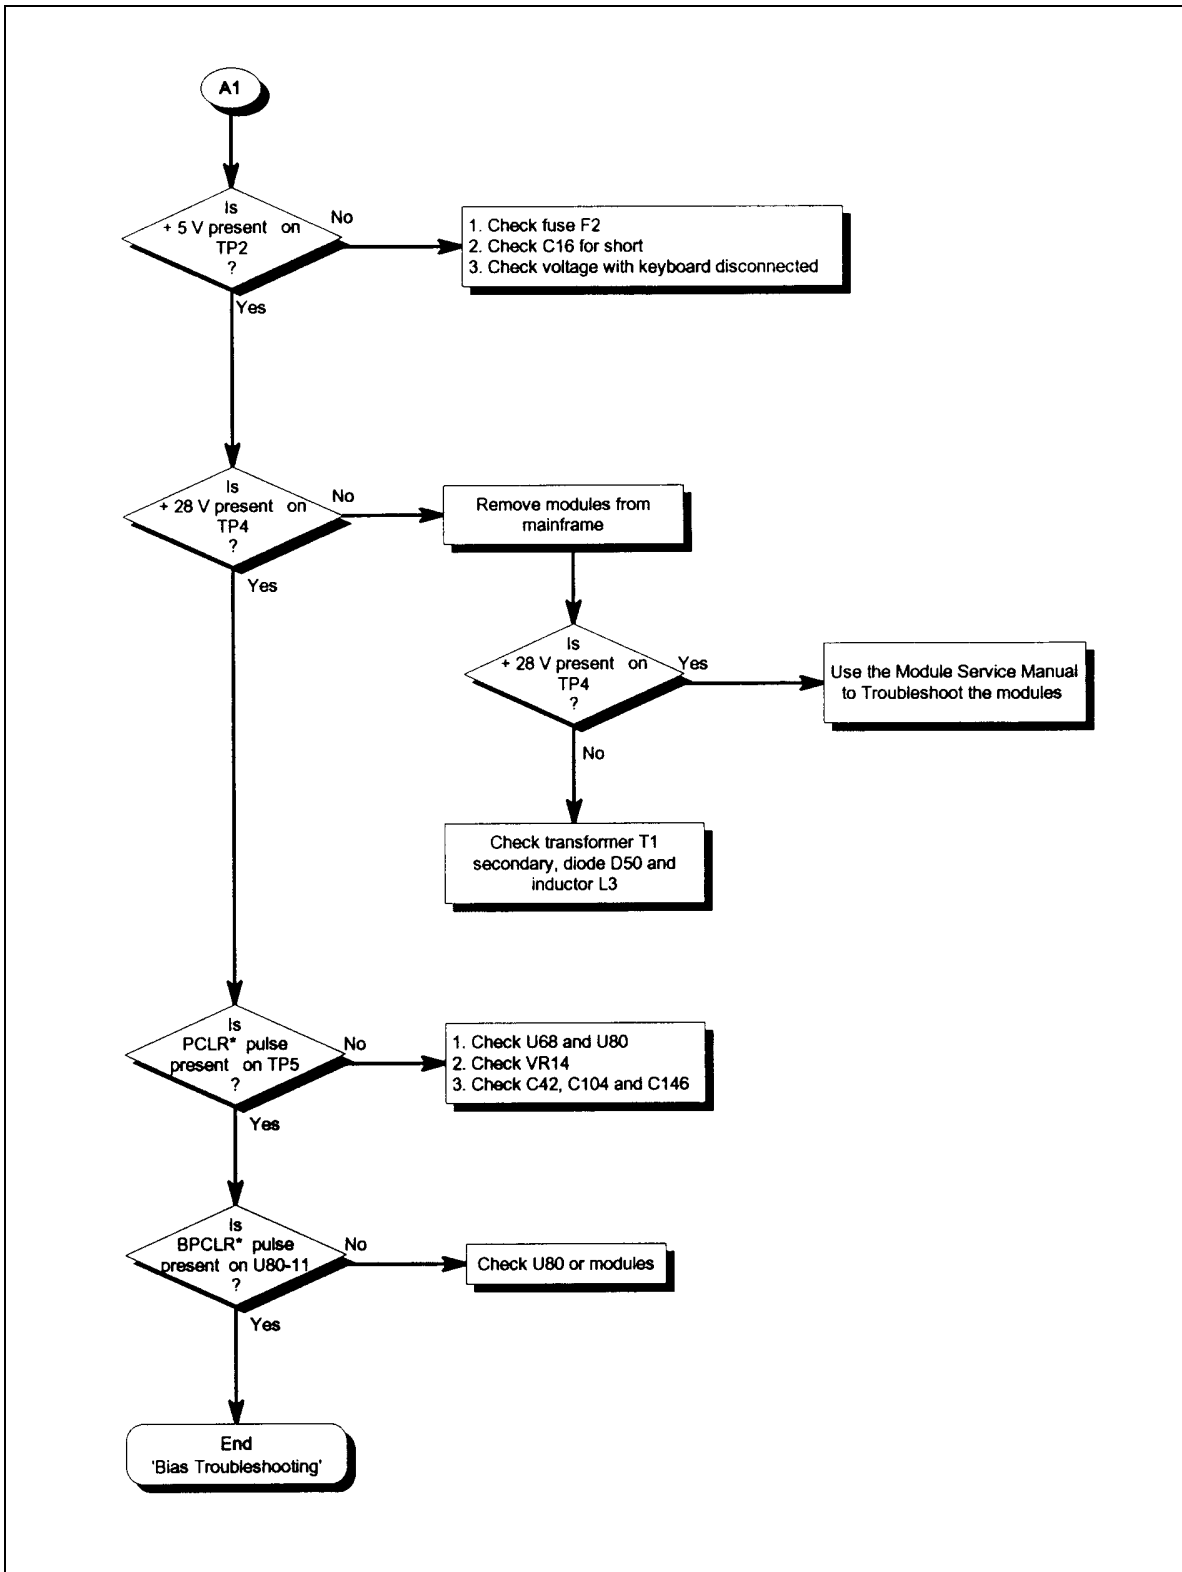 A1
Is
+ 5 V present on
TP2
?
No
1. Check fuse F2
2. Check C16 for short
3. Check voltage with keyboard disconnected
Yes
Is
+ 28 V present on
TP4
?
No
Remove modules from
mainframe
Yes
Is
+ 28 V present on
TP4
?
Yes
Use the Module Service Manual
to Troubleshoot the modules
No
Check transformer T1
secondary, diode D50 and
inductor L3
Is
PCLR* pulse
present on TP5
?
No
1. Check U68 and U80
2. Check VR14
3. Check C42, C104 and C146
Yes
Is
BPCLR* pulse
present on U80-11
?
No
Check U80 or modules
Yes
End
'Bias Troubleshooting'